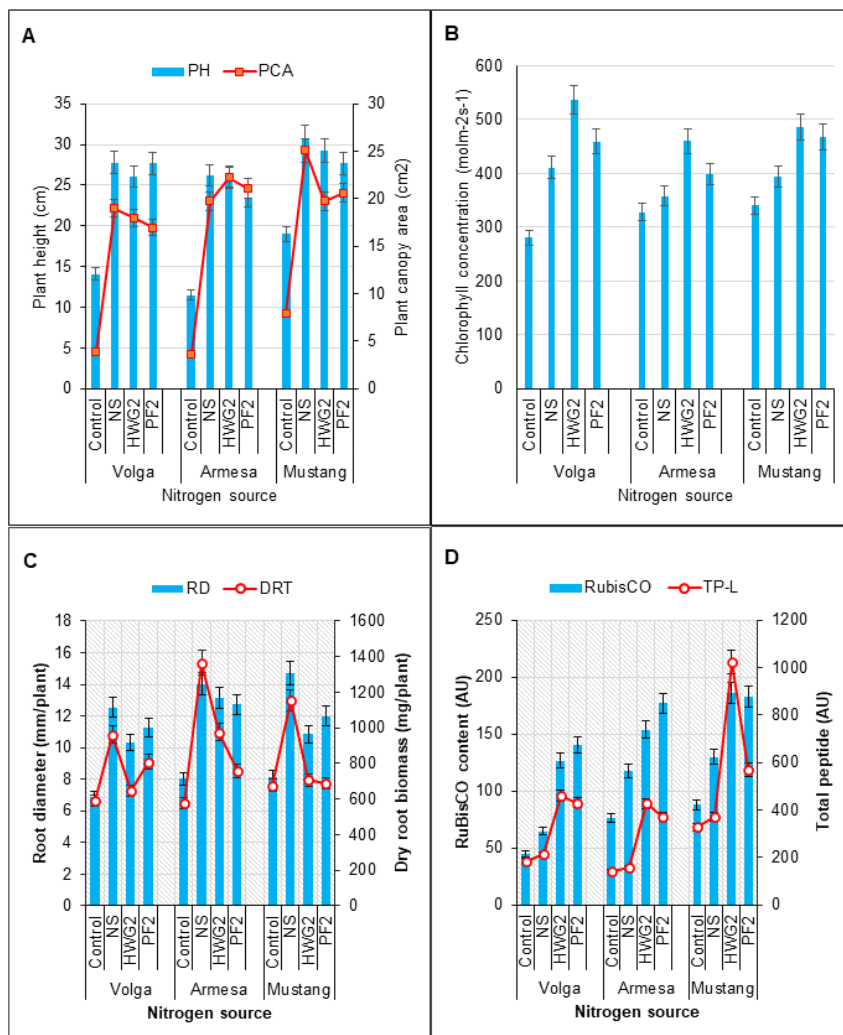 A
PH PCA
35
30
25
20
15
10
5
0
Plant height (cm)
30
25
20
15
10
5
0
Plant canopy area (cm2)
Control NS HWG2 PF2 Control NS HWG2 PF2 Control NS HWG2 PF2
Volga Armesa Mustang
Nitrogen source
B
600
500
400
300
200
100
0
Chlorophyll concentration (molm-2s-1)
Control NS HWG2 PF2 Control NS HWG2 PF2 Control NS HWG2 PF2
Volga Armesa Mustang
Nitrogen source
C
RD DRT
18
16
14
12
10
8
6
4
2
0
Root diameter (mm/plant)
1600
1400
1200
1000
800
600
400
200
0
Dry root biomass (mg/plant)
Control NS HWG2 PF2 Control NS HWG2 PF2 Control NS HWG2 PF2
Volga Armesa Mustang
Nitrogen source
D
RubisCO TP-L
250
200
150
100
50
0
RuBisCO content (AU)
1200
1000
800
600
400
200
0
Total peptide (AU)
Control NS HWG2 PF2 Control NS HWG2 PF2 Control NS HWG2 PF2
Volga Armesa Mustang
Nitrogen source